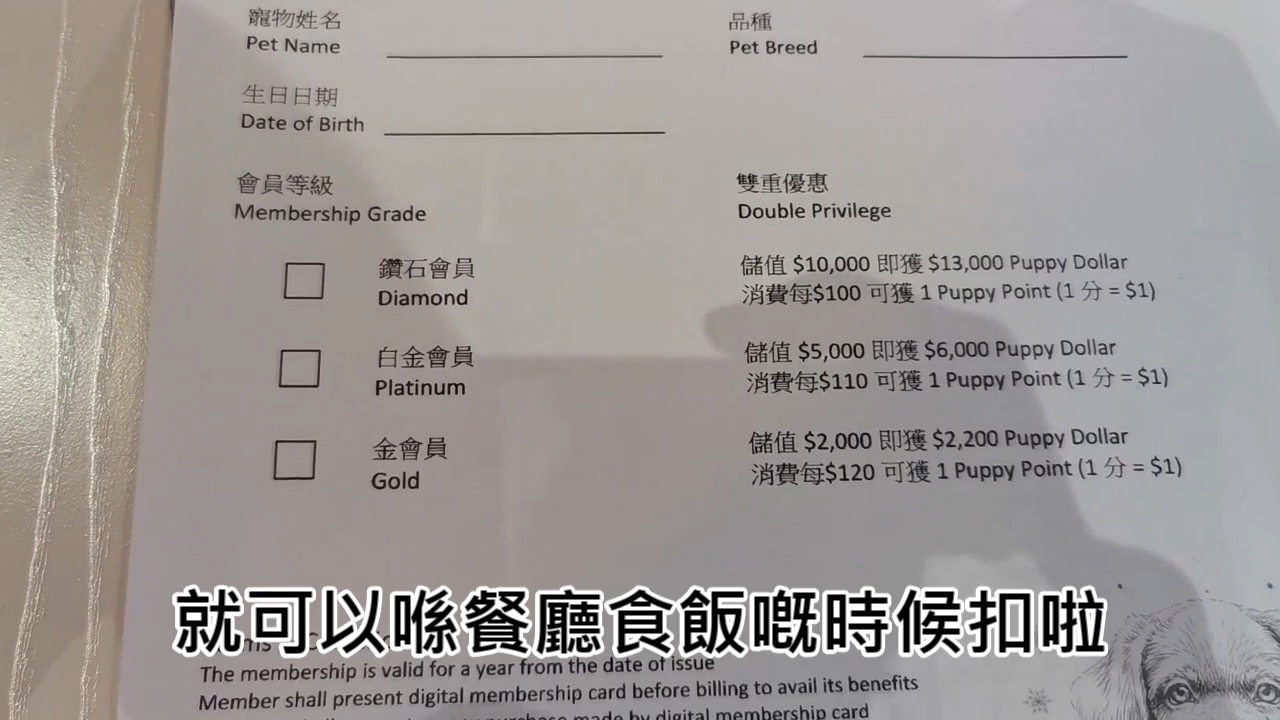 寵物姓名 品種
Pet Name Pet Breed
生日日期
Date of Birth
會員等級 雙重優惠
Membership Grade Double Privilege
鑽石會員 儲值 $10,000 即獲 $13,000 Puppy Dollar
Diamond 消費每$100 可獲 1 Puppy Point (1 分 = $1)
白金會員 儲值 $5,000 即獲 $6,000 Puppy Dollar
Platinum 消費每$110 可獲 1 Puppy Point (1 分 = $1)
金會員 儲值 $2,000 即獲 $2,200 Puppy Dollar
Gold 消費每$120 可獲 1 Puppy Point (1 分 = $1)
就可以喺餐廳食飯嘅時候扣啦
The membership is valid for a year from the date of issue
Member shall present digital membership card before billing to avail its benefits
purchase made by digital membership card